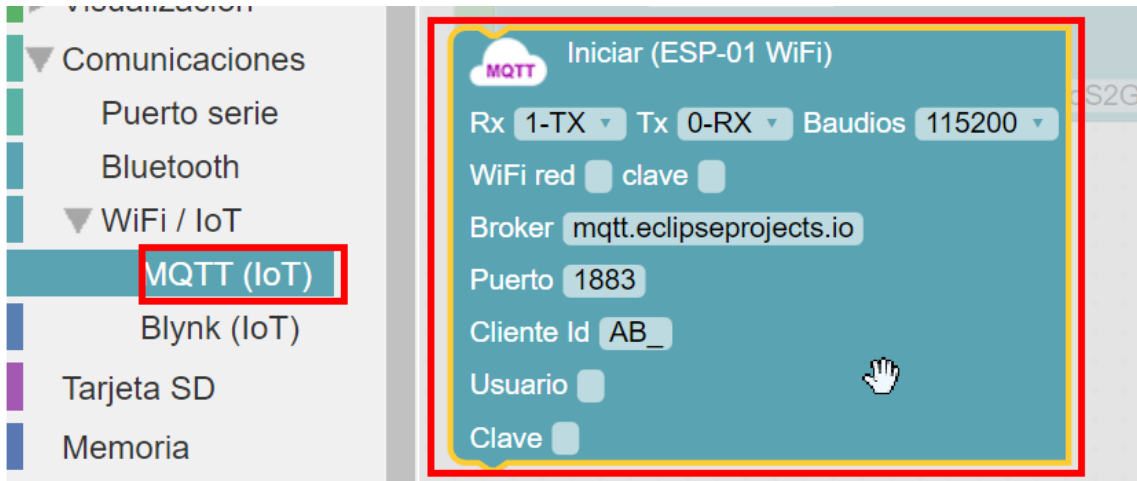 Visualización
Comunicaciones
Puerto serie
Bluetooth
WiFi / IoT
MQTT (IoT)
Blynk (IoT)
Tarjeta SD
Memoria
MQTT
Iniciar (ESP-01 WiFi)
Rx 1-TX Tx 0-RX Baudios 115200
WiFi red clave
Broker mqtt.eclipseprojects.io
Puerto 1883
Cliente Id AB_
Usuario
Clave